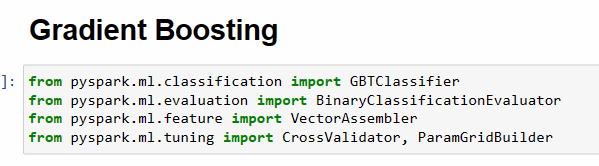 Gradient Boosting
]: from pyspark.ml.classification import GBTClassifier
from pyspark.ml.evaluation import BinaryClassificationEvaluator
from pyspark.ml.feature import VectorAssembler
from pyspark.ml.tuning import CrossValidator, ParamGridBuilder